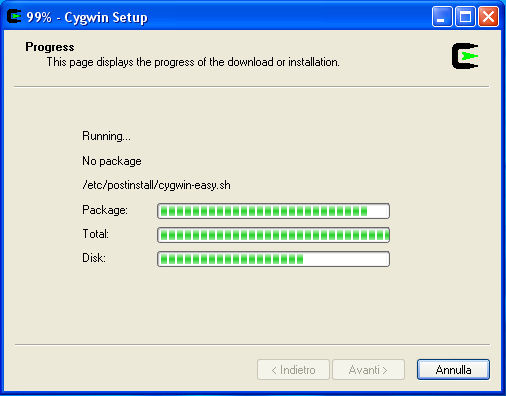 99% - Cygwin Setup
Progress
This page displays the progress of the download or installation.
Running...
No package
/etc/postinstall/cygwin-easy.sh
Package:
Total:
Disk:
< Indietro
Avanti >
Annulla